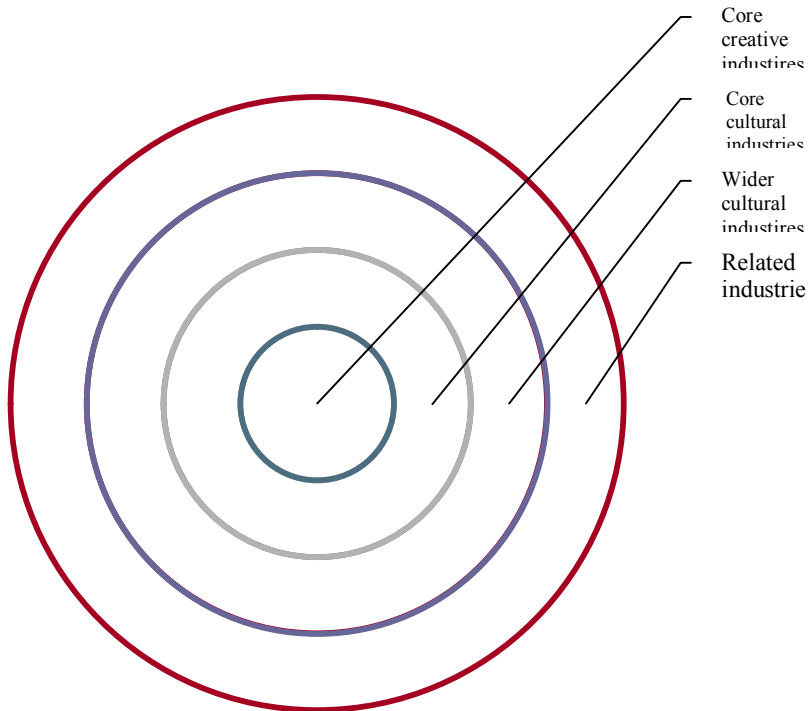 Core
creative
industires
Core
cultural
industries
Wider
cultural
industires
Related
industrie